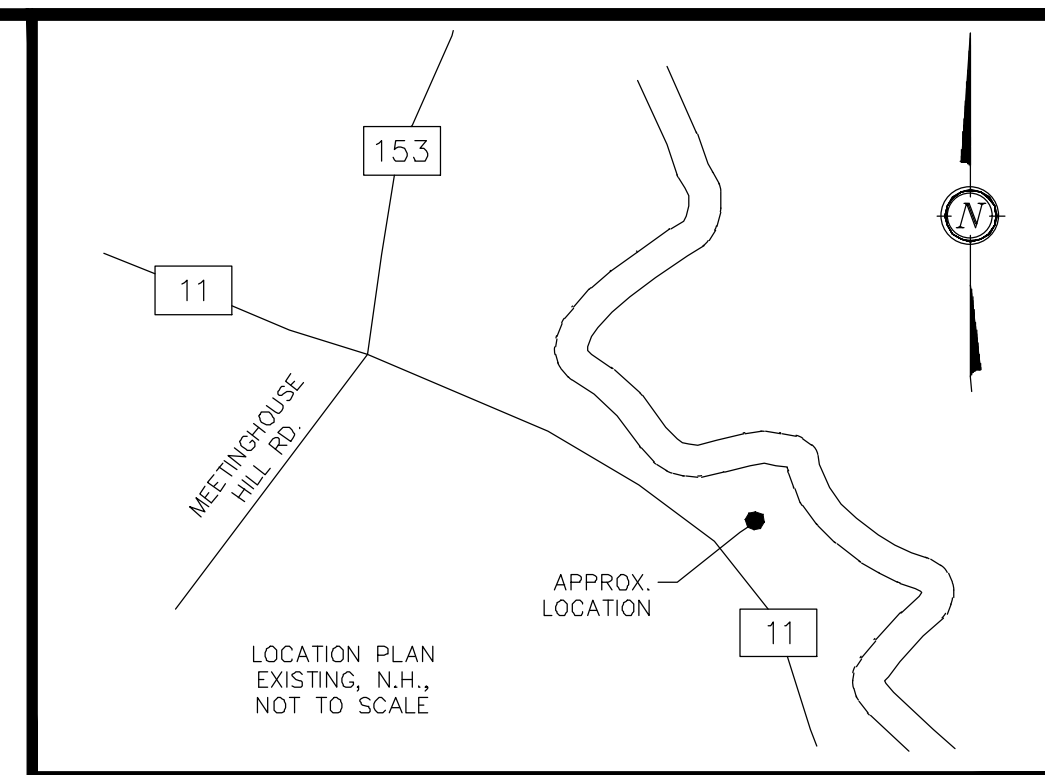 153
N
11
MEETINGHOUSE
HILL RD.
APPROX.
LOCATION
11
LOCATION PLAN
EXISTING, N.H.,
NOT TO SCALE